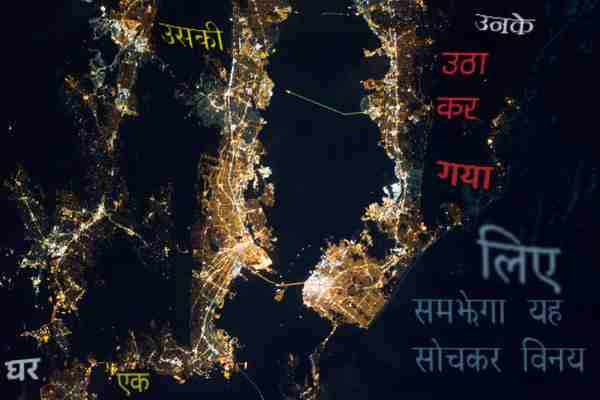 उसकी
उनके
उठा
कर
गया
लिए
समझेगा यह
सोचकर विनय
घर
एक